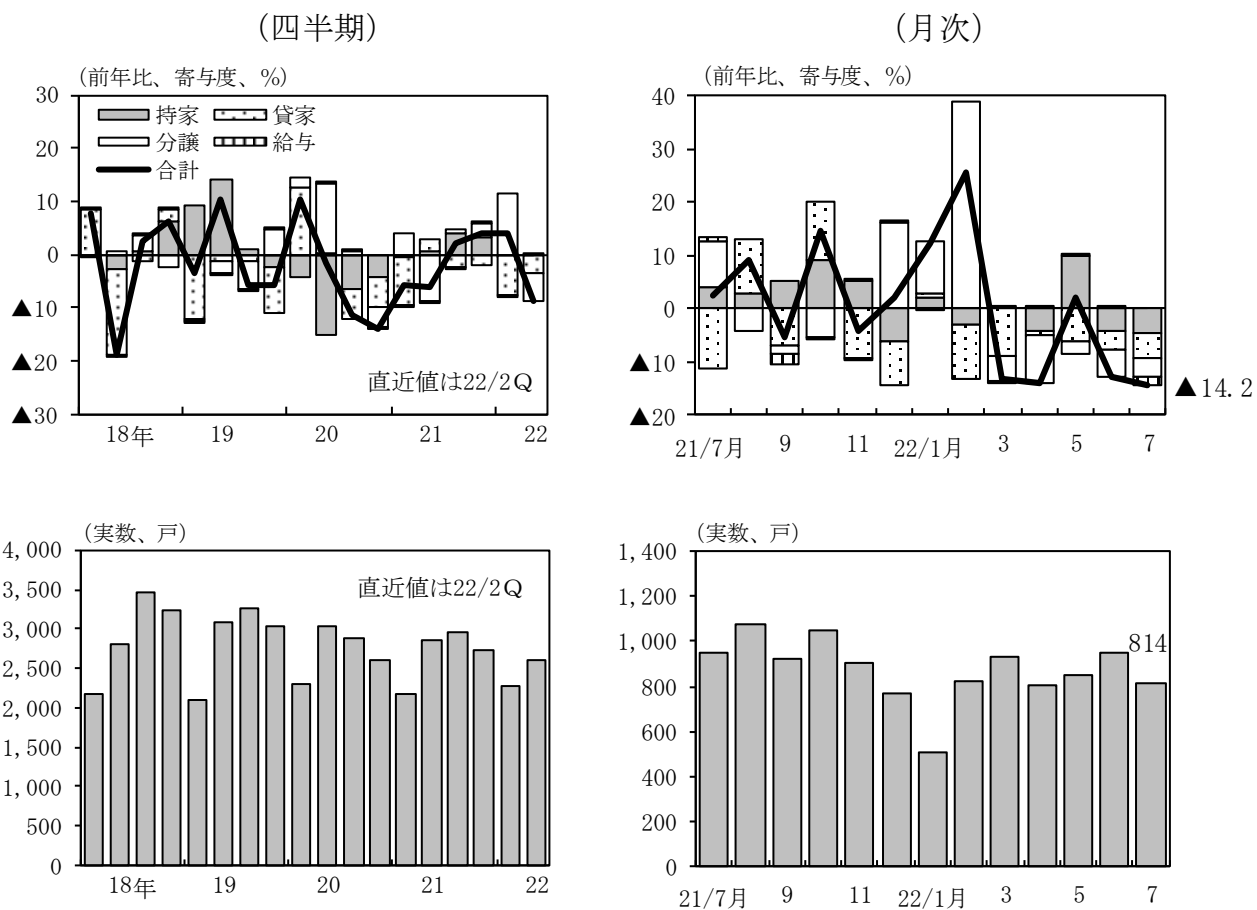 (四半期)
(前年比、寄与度、%)
30
20
10
0
▲10
▲20
▲30
持家
貸家
分譲
給与
合計
直近値は22/2Q
18年 19 20 21 22
(月次)
(前年比、寄与度、%)
40
30
20
10
0
▲10
▲20
▲14.2
21/7月 9 11 22/1月 3 5 7
(実数、戸)
4,000
3,500
3,000
2,500
2,000
1,500
1,000
500
0
直近値は22/2Q
18年 19 20 21 22
(実数、戸)
1,400
1,200
1,000
800
600
400
200
0
814
21/7月 9 11 22/1月 3 5 7